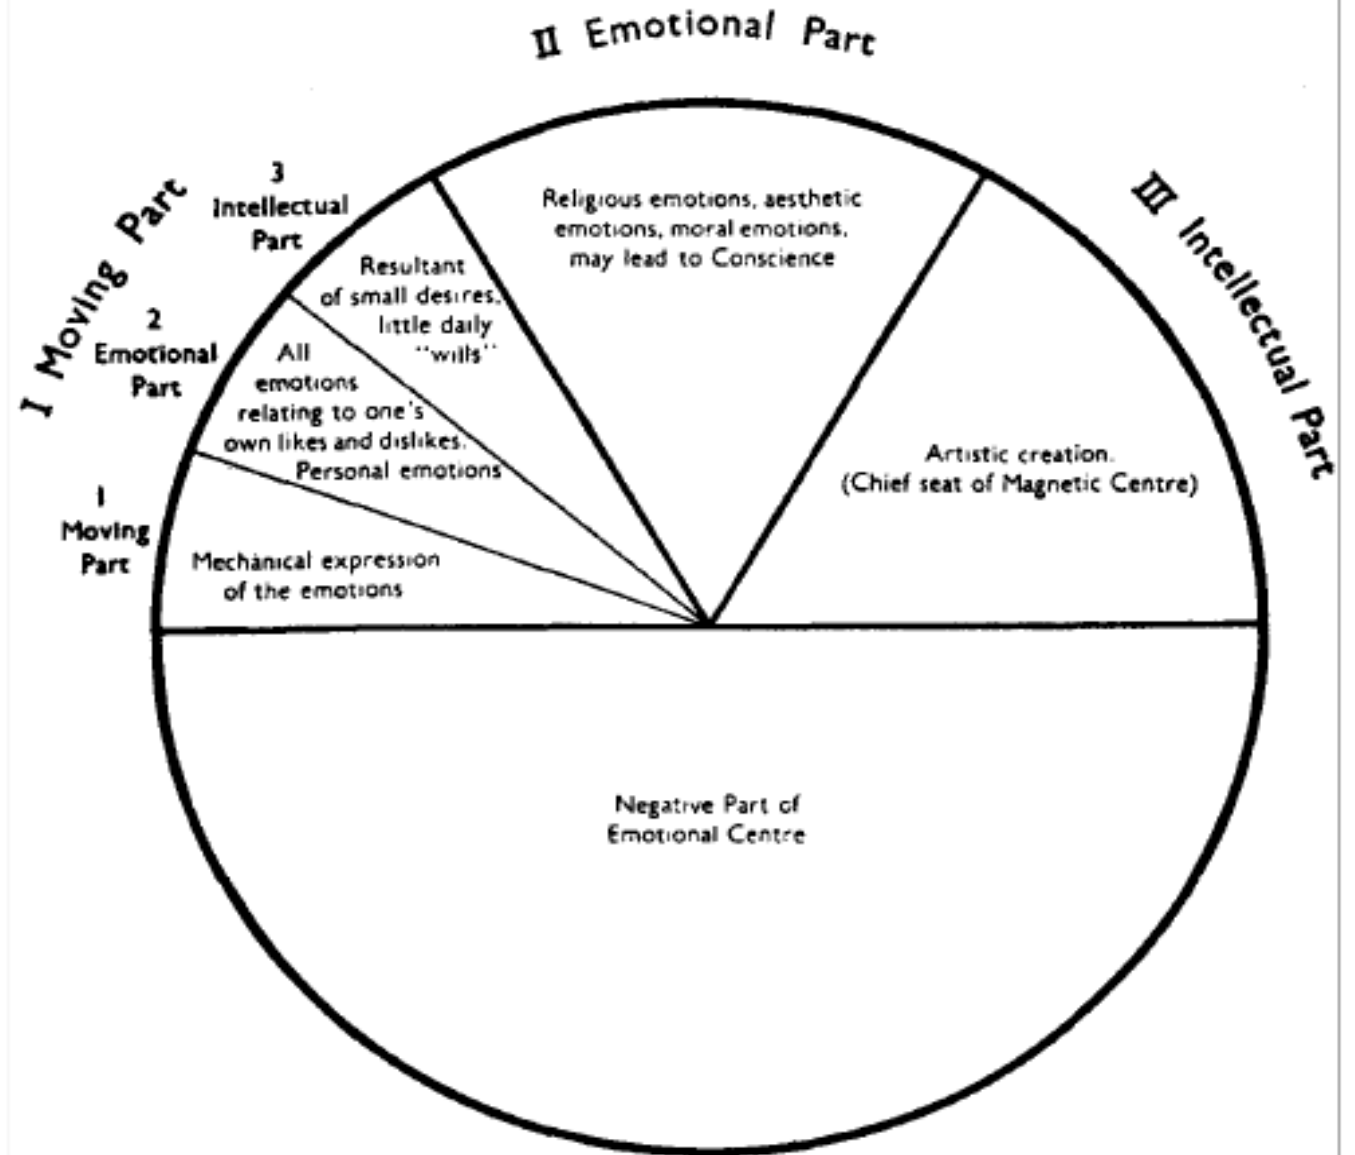 II Emotional Part
I Moving Part
III Intellectual Part
3
Intellectual
Part
2
Emotional
Part
1
Moving
Part
Religious emotions, aesthetic
emotions, moral emotions,
may lead to Conscience
Resultant
of small desires,
little daily
"wills"
All
emotions
relating to one's
own likes and dislikes.
Personal emotions
Mechanical expression
of the emotions
Artistic creation.
(Chief seat of Magnetic Centre)
Negative Part of
Emotional Centre